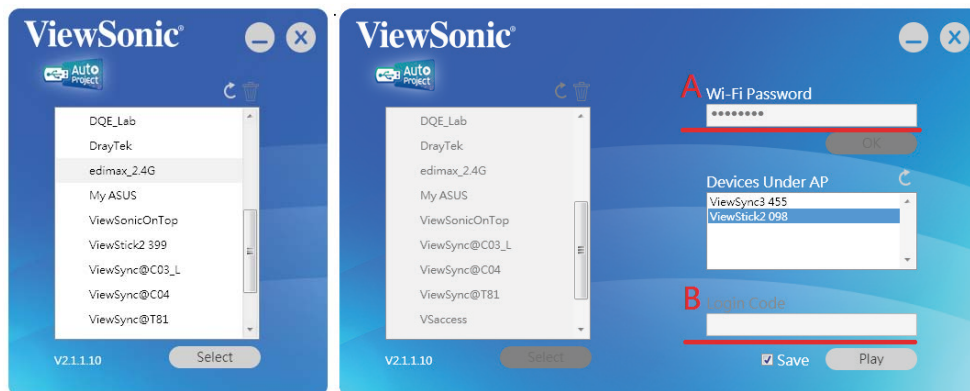 ViewSonic®
Auto
Project
DQE_Lab
DrayTek
edimax_2.4G
My ASUS
ViewSonicOnTop
ViewStick2 399
ViewSync@C03_L
ViewSync@C04
ViewSync@T81
V2.1.1.10
Select
ViewSonic®
Auto
Project
DQE_Lab
DrayTek
edimax_2.4G
My ASUS
ViewSonicOnTop
ViewSync@C03_L
ViewSync@C04
ViewSync@T81
VSaccess
V2.1.1.10
Select
A Wi-Fi Password
••••••••
OK
Devices Under AP
ViewSync3 455
ViewStick2 098
B Login Code
Save
Play